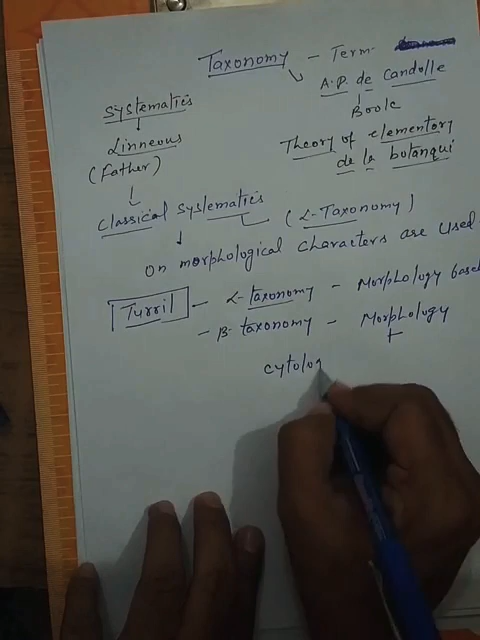 Taxonomy - Term-
A.P. de Candolle
Book
Theory of elementory
de la botanqui
Systematics
Linneous
(Father)
Classical Systematics (α-Taxonomy)
on morphological characters are used
Turril - α-taxonomy - Morphology based
- β-taxonomy - Morphology
+
cytolog